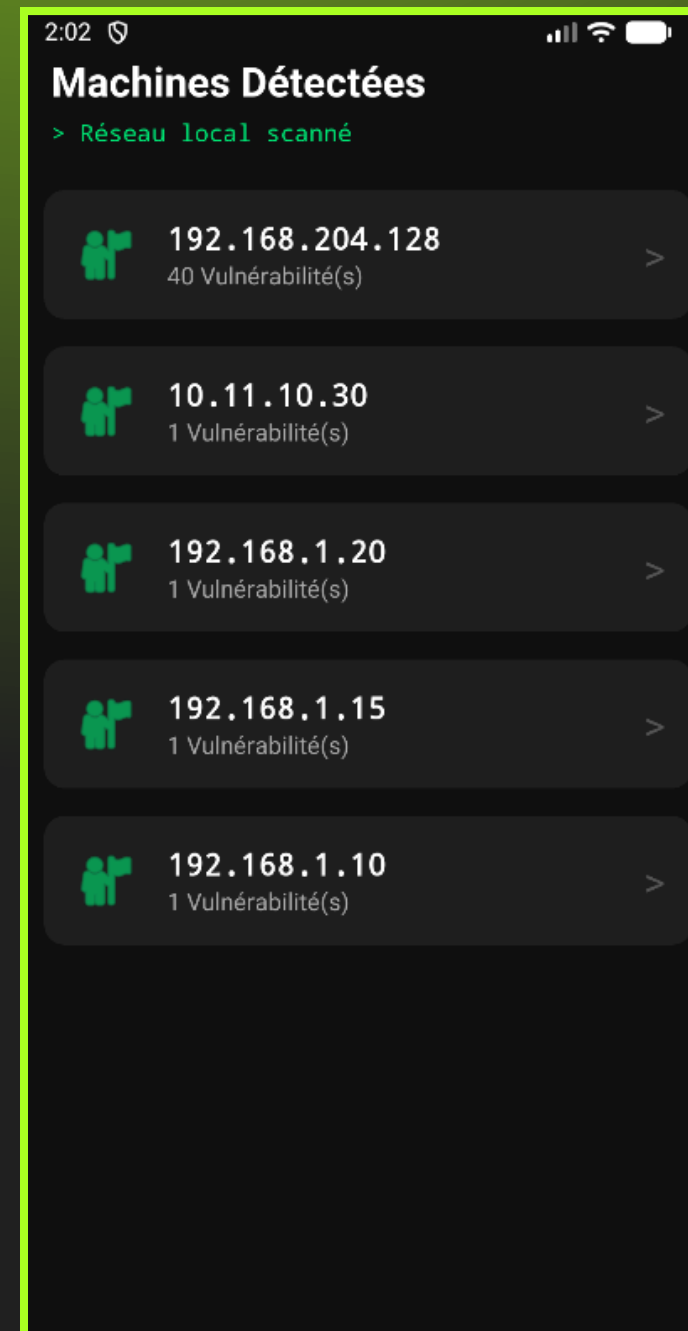 2:02
Machines Détectées
> Réseau local scanné
192.168.204.128
40 Vulnérabilité(s)
>
10.11.10.30
1 Vulnérabilité(s)
>
192.168.1.20
1 Vulnérabilité(s)
>
192.168.1.15
1 Vulnérabilité(s)
>
192.168.1.10
1 Vulnérabilité(s)
>